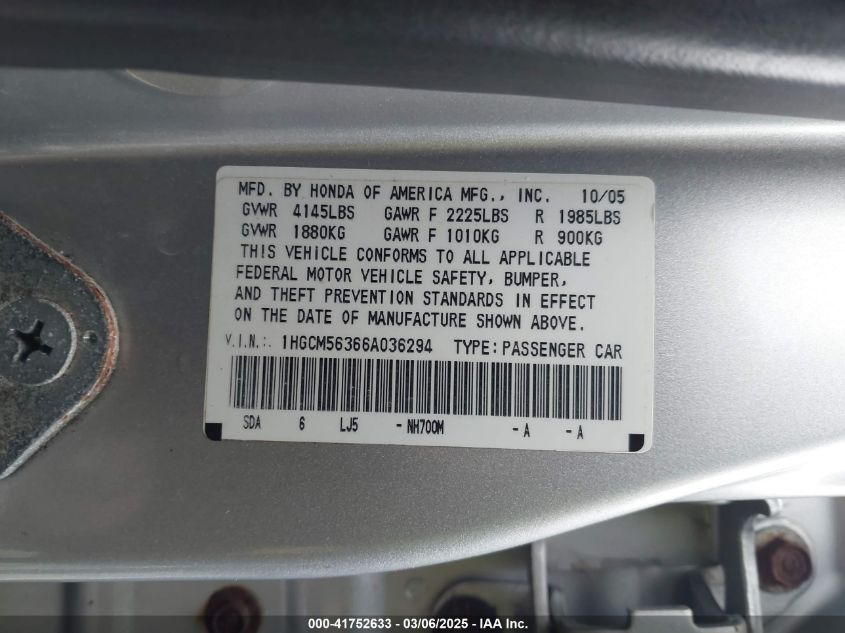 MFD. BY HONDA OF AMERICA MFG., INC. 10/05
GVWR 4145LBS GAWR F 2225LBS R 1985LBS
GVWR 1880KG GAWR F 1010KG R 900KG
THIS VEHICLE CONFORMS TO ALL APPLICABLE
FEDERAL MOTOR VEHICLE SAFETY, BUMPER,
AND THEFT PREVENTION STANDARDS IN EFFECT
ON THE DATE OF MANUFACTURE SHOWN ABOVE.
V.I.N.: 1HGCM56366A036294 TYPE: PASSENGER CAR
SDA 6 LJ5 - NH700M - A - A
000-41752633 - 03/06/2025 - IAA Inc.